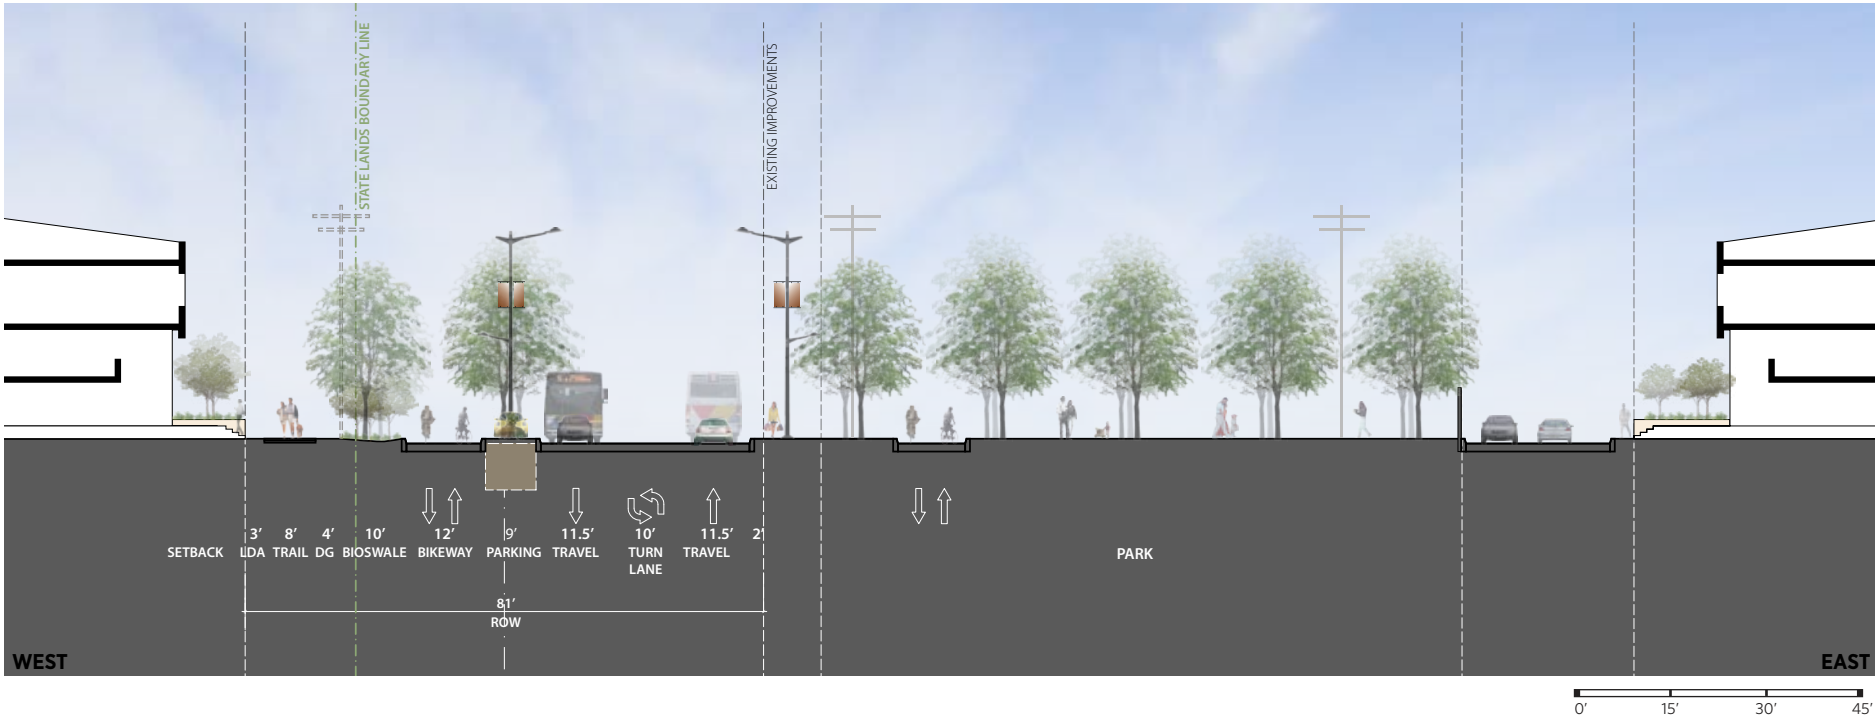 STATE LANDS BOUNDARY LINE
EXISTING IMPROVEMENTS
3’ 8’ 4’ 10’ 12’ 9’ 11.5’ 10’ 11.5’ 2’
SETBACK LDA TRAIL DG BIOSWALE BIKEWAY PARKING TRAVEL TURN TRAVEL PARK
LANE
81’
ROW
WEST EAST
0’ 15’ 30’ 45’